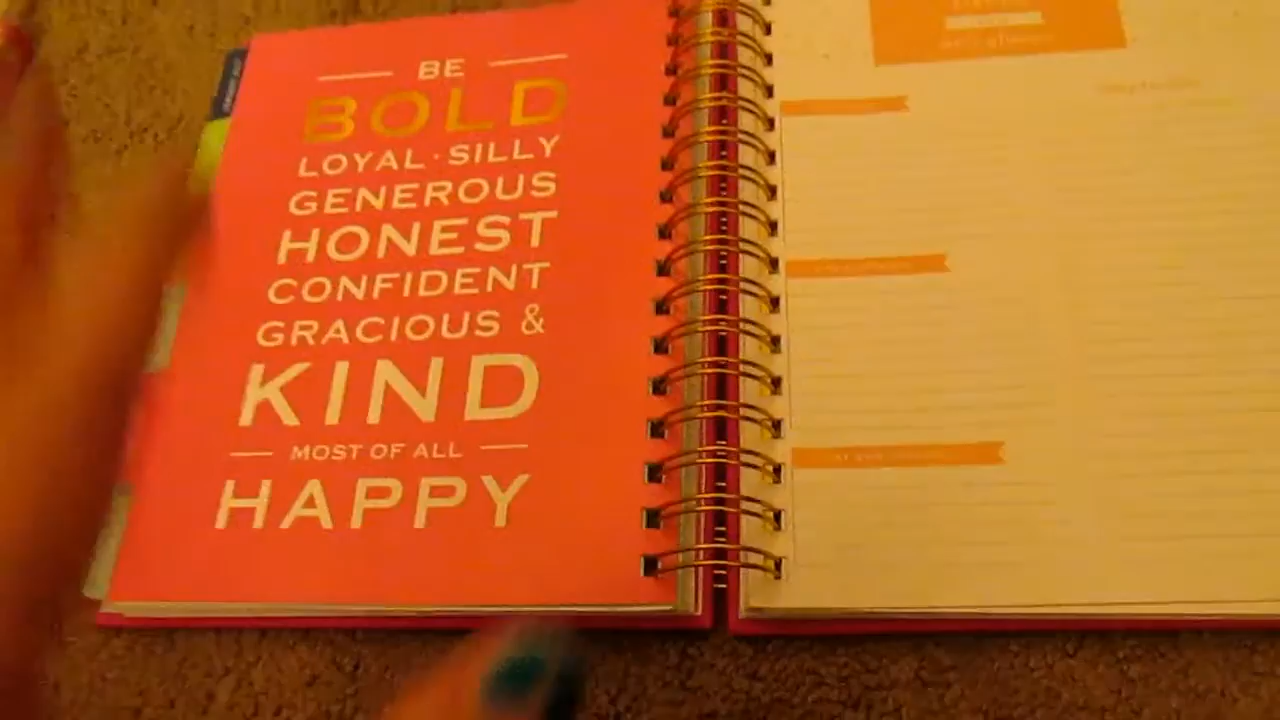 BE
BOLD
LOYAL · SILLY
GENEROUS
HONEST
CONFIDENT
GRACIOUS &
KIND
MOST OF ALL
HAPPY